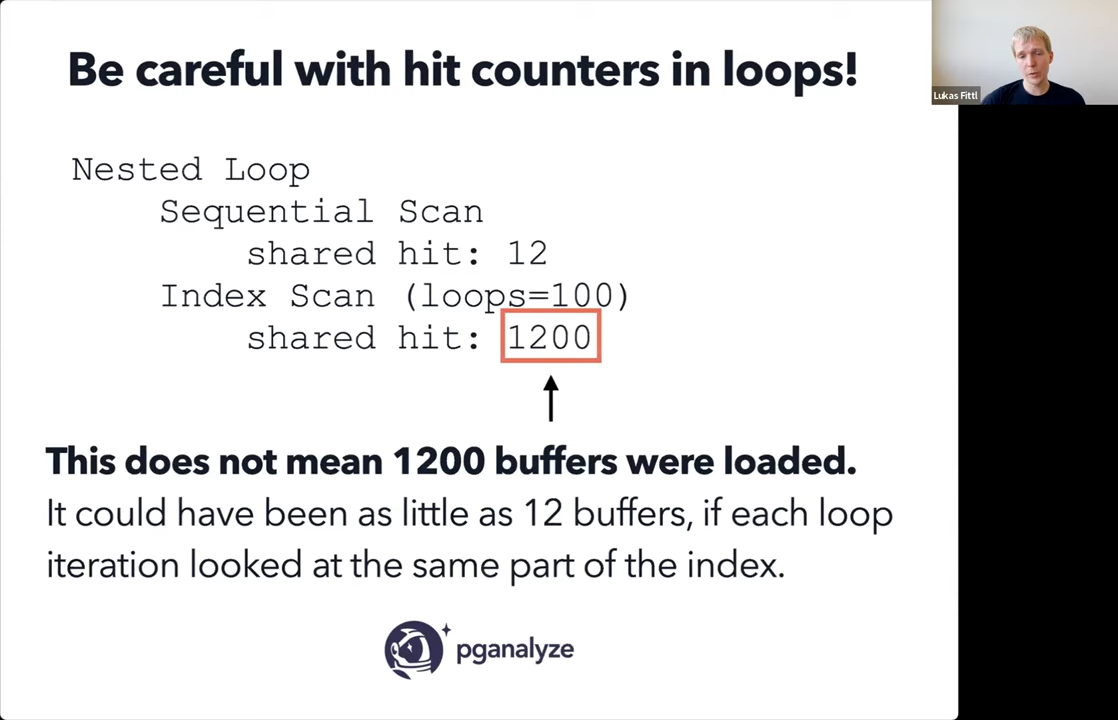 Be careful with hit counters in loops!
Lukas Fittl
Nested Loop
Sequential Scan
shared hit: 12
Index Scan (loops=100)
shared hit: 1200
This does not mean 1200 buffers were loaded.
It could have been as little as 12 buffers, if each loop
iteration looked at the same part of the index.
pganalyze